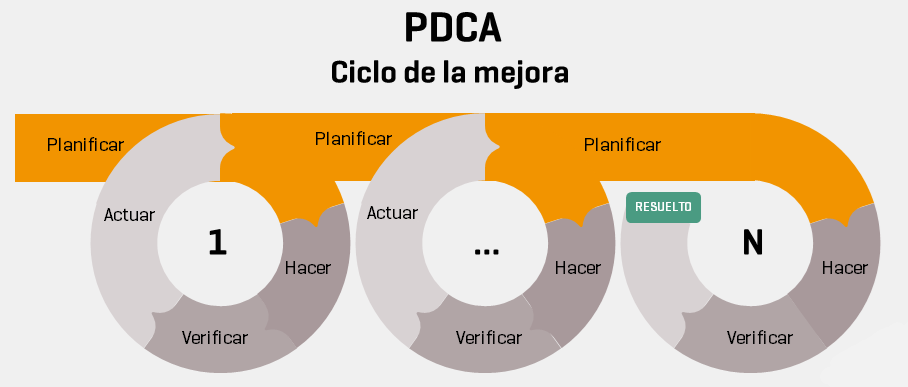 PDCA
Ciclo de la mejora
Planificar
Planificar
Planificar
RESUELTO
Actuar
Actuar
1
...
N
Hacer
Hacer
Hacer
Verificar
Verificar
Verificar